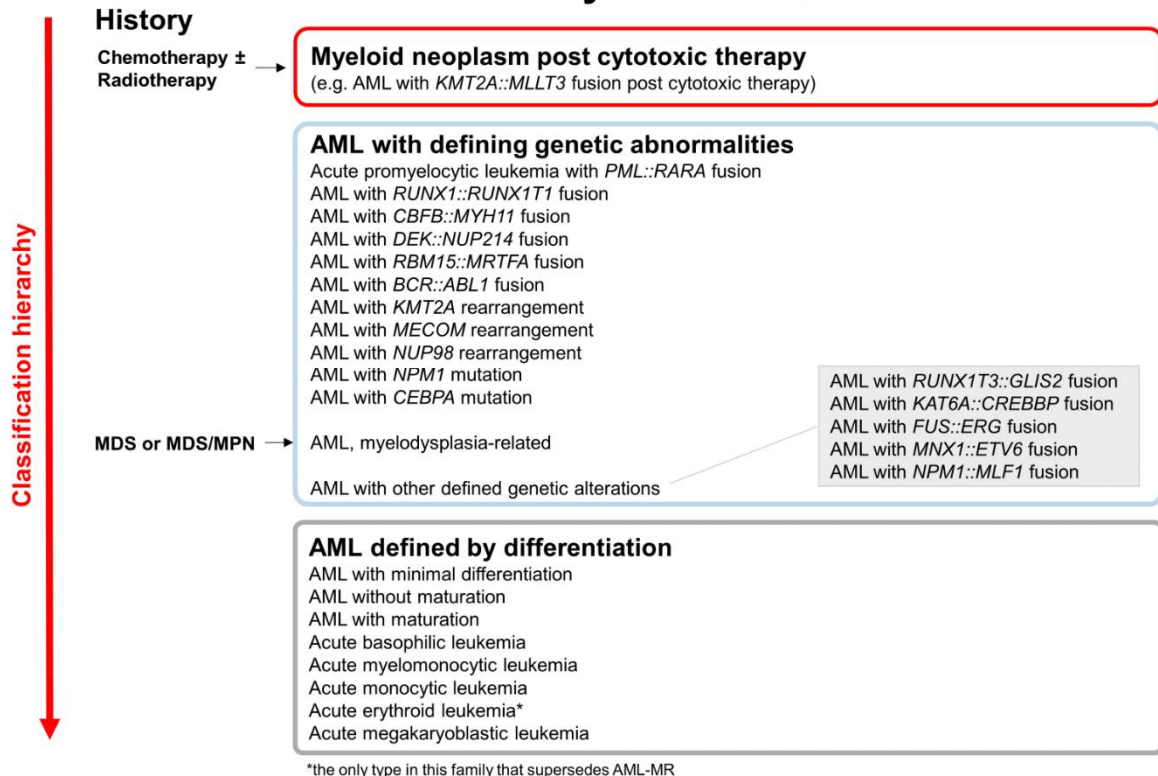 History
Chemotherapy ±
Radiotherapy
Myeloid neoplasm post cytotoxic therapy
(e.g. AML with KMT2A::MLLT3 fusion post cytotoxic therapy)
Classification hierarchy
AML with defining genetic abnormalities
Acute promyelocytic leukemia with PML::RARA fusion
AML with RUNX1::RUNX1T1 fusion
AML with CBFB::MYH11 fusion
AML with DEK::NUP214 fusion
AML with RBM15::MRTFA fusion
AML with BCR::ABL1 fusion
AML with KMT2A rearrangement
AML with MECOM rearrangement
AML with NUP98 rearrangement
AML with NPM1 mutation
AML with CEBPA mutation
MDS or MDS/MPN
AML, myelodysplasia-related
AML with other defined genetic alterations
AML with RUNX1T3::GLIS2 fusion
AML with KAT6A::CREBBP fusion
AML with FUS::ERG fusion
AML with MNX1::ETV6 fusion
AML with NPM1::MLF1 fusion
AML defined by differentiation
AML with minimal differentiation
AML without maturation
AML with maturation
Acute basophilic leukemia
Acute myelomonocytic leukemia
Acute monocytic leukemia
Acute erythroid leukemia*
Acute megakaryoblastic leukemia
*the only type in this family that supersedes AML-MR